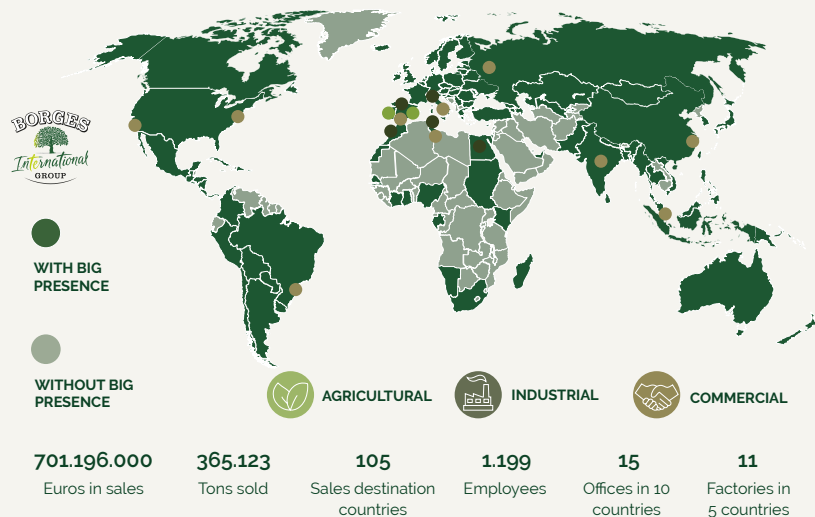 BORGES
International
GROUP
WITH BIG
PRESENCE
WITHOUT BIG
PRESENCE
AGRICULTURAL
INDUSTRIAL
COMMERCIAL
701.196.000
Euros in sales
365.123
Tons sold
105
Sales destination
countries
1.199
Employees
15
Offices in 10
countries
11
Factories in
5 countries